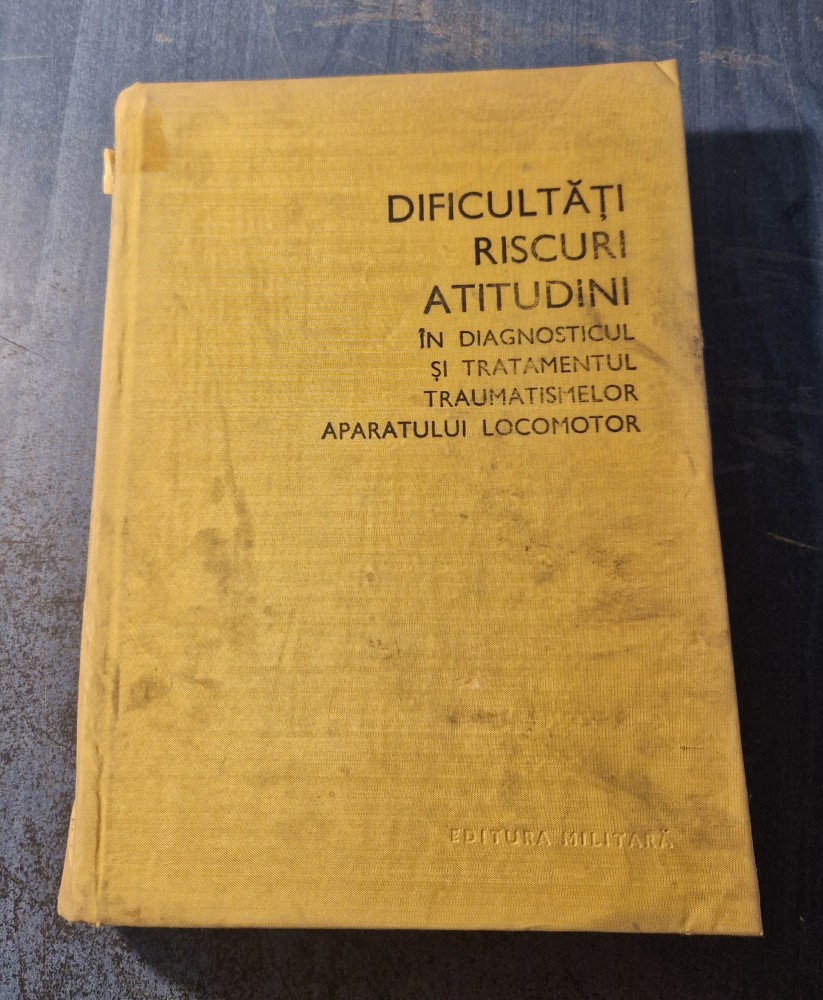 DIFICULTĂȚI
RISCURI
ATITUDINI
ÎN DIAGNOSTICUL
ȘI TRATAMENTUL
TRAUMATISMELOR
APARATULUI LOCOMOTOR
EDITURA MILITARĂ